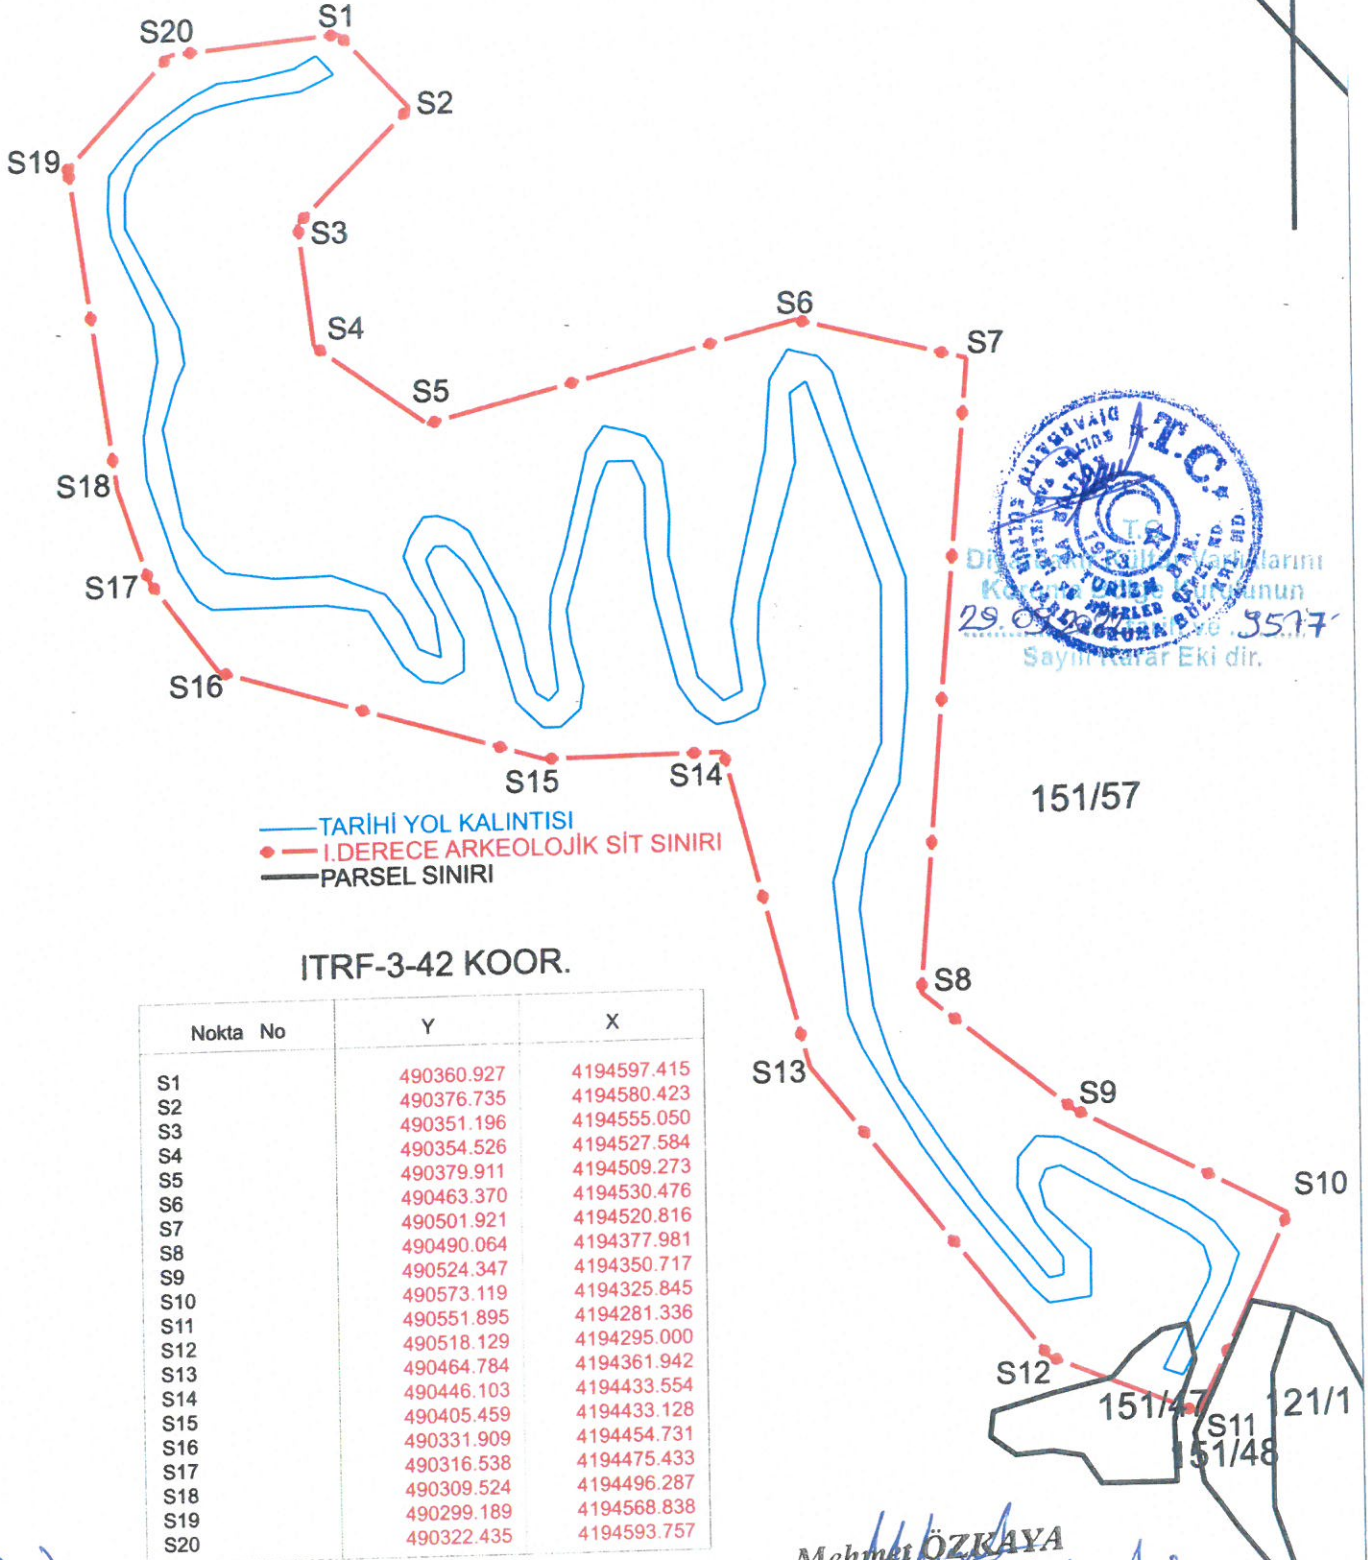 S1
S20
S2
S19
S3
S6
S4
S7
S5
S18
S17
S16
S15
S14
T.C.
T.C.
Koruma Bölge Kurulunun
29.0 9517
Sayılı Karar Eki dir.
151/57
TARİHİ YOL KALINTISI
I.DERECE ARKEOLOJİK SİT SINIRI
PARSEL SINIRI
ITRF-3-42 KOOR.
S8
S13
S9
S10
S12
151/47
S11
121/1
151/48
Nokta No Y X
S1 490360.927 4194597.415
S2 490376.735 4194580.423
S3 490351.196 4194555.050
S4 490354.526 4194527.584
S5 490379.911 4194509.273
S6 490463.370 4194530.476
S7 490501.921 4194520.816
S8 490490.064 4194377.981
S9 490524.347 4194350.717
S10 490573.119 4194325.845
S11 490551.895 4194281.336
S12 490518.129 4194295.000
S13 490464.784 4194361.942
S14 490446.103 4194433.554
S15 490405.459 4194433.128
S16 490331.909 4194454.731
S17 490316.538 4194475.433
S18 490309.524 4194496.287
S19 490299.189 4194568.838
S20 490322.435 4194593.757
Mehmet ÖZKAYA